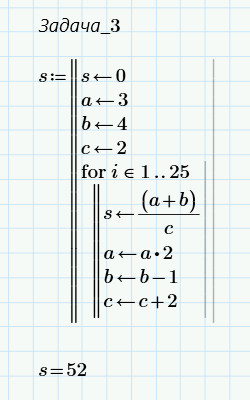 Задача_3
s:=
s←0
a←3
b←4
c←2
for i ∈ 1..25
s← (a+b)
c
a←a•2
b←b−1
c←c+2
s=52